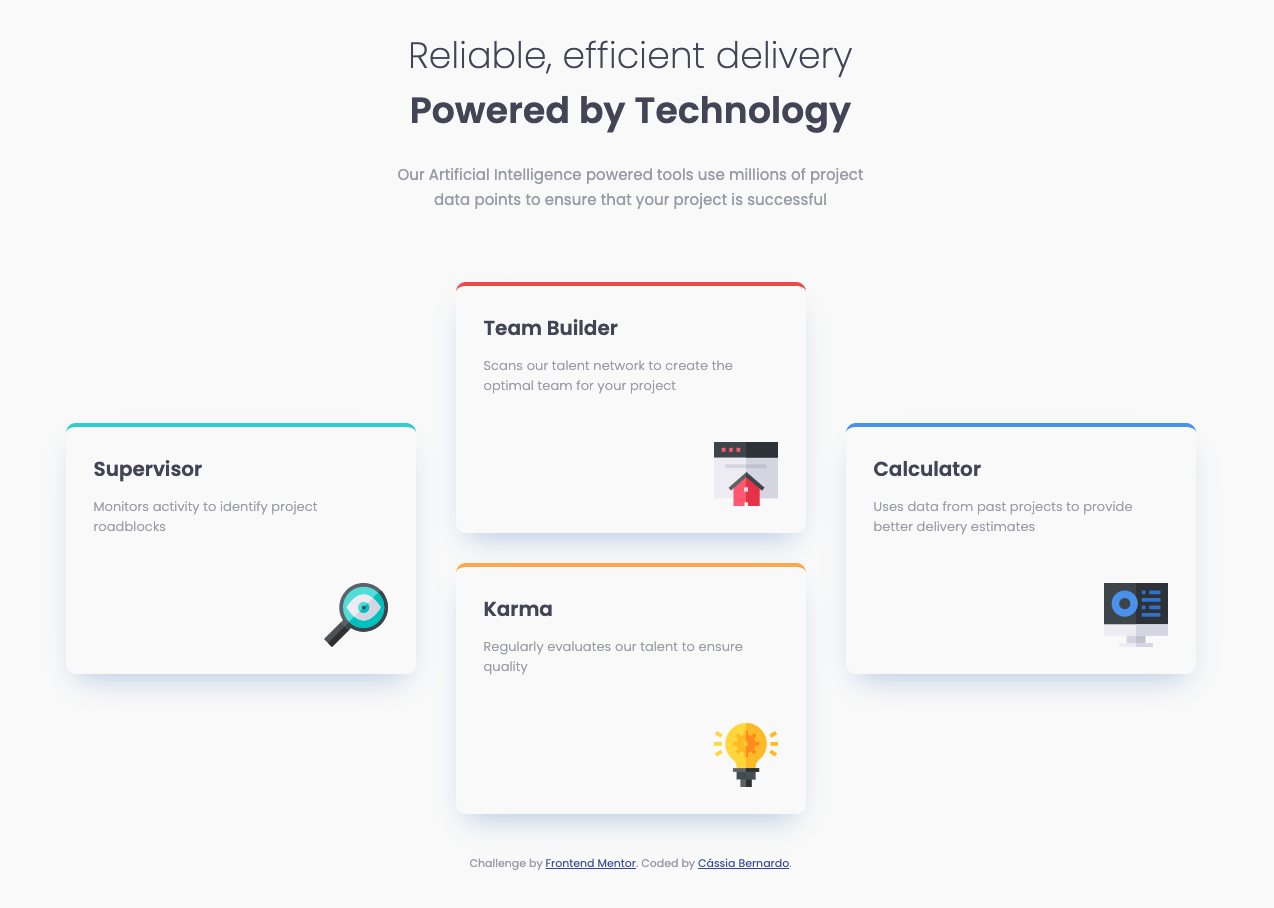 Reliable, efficient delivery
Powered by Technology
Our Artificial Intelligence powered tools use millions of project
data points to ensure that your project is successful
Team Builder
Scans our talent network to create the
optimal team for your project
Supervisor
Monitors activity to identify project
roadblocks
Calculator
Uses data from past projects to provide
better delivery estimates
Karma
Regularly evaluates our talent to ensure
quality
Challenge by Frontend Mentor. Coded by Cássia Bernardo.